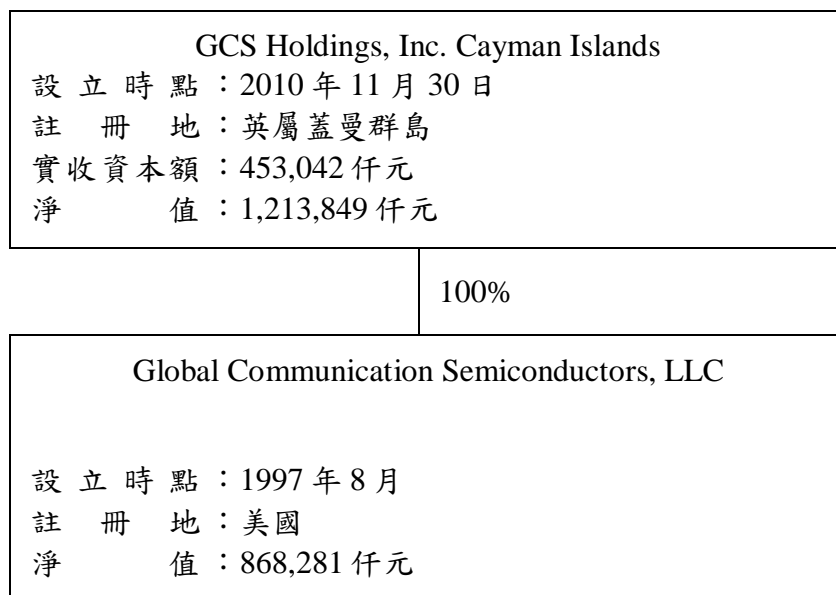 GCS Holdings, Inc. Cayman Islands
設立時點：2010 年 11 月 30 日
註冊地：英屬蓋曼群島
實收資本額：453,042 仟元
淨值：1,213,849 仟元
100%
Global Communication Semiconductors, LLC
設立時點：1997 年 8 月
註冊地：美國
淨值：868,281 仟元